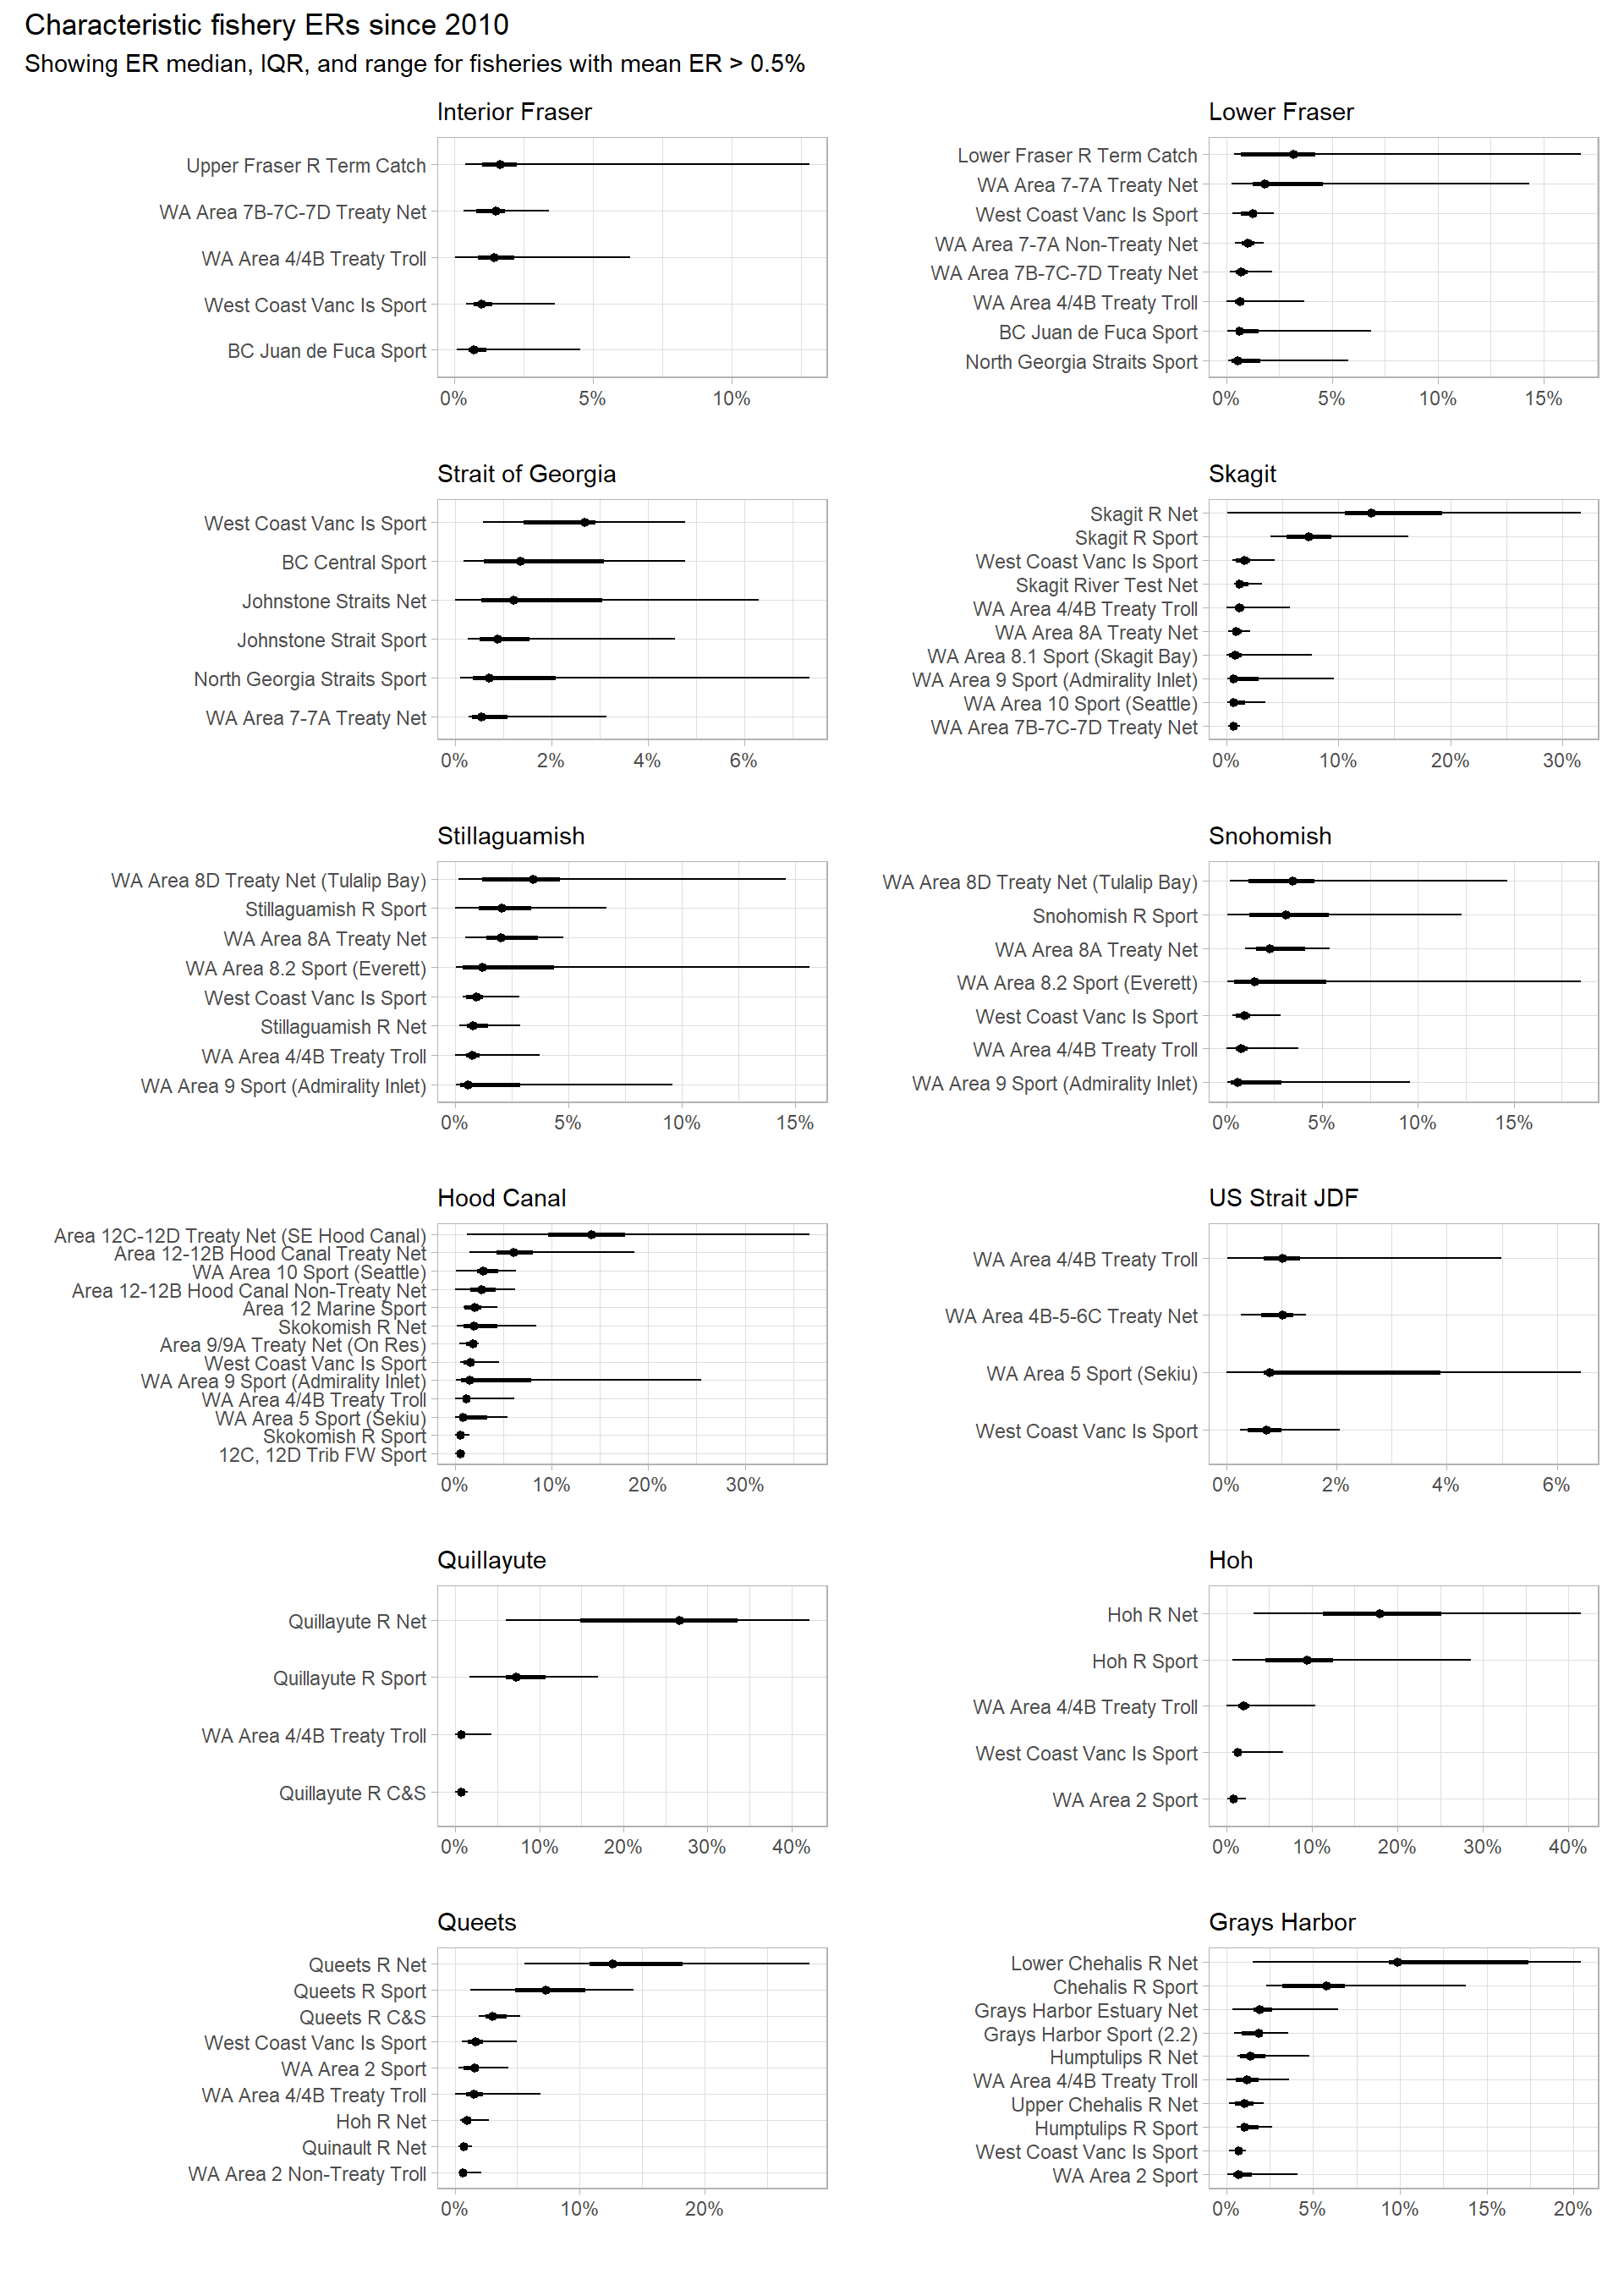 Characteristic fishery ERs since 2010
Showing ER median, IQR, and range for fisheries with mean ER > 0.5%
Interior Fraser
Upper Fraser R Term Catch
WA Area 7B-7C-7D Treaty Net
WA Area 4/4B Treaty Troll
West Coast Vanc Is Sport
BC Juan de Fuca Sport
0% 5% 10%
Lower Fraser
Lower Fraser R Term Catch
WA Area 7-7A Treaty Net
West Coast Vanc Is Sport
WA Area 7-7A Non-Treaty Net
WA Area 7B-7C-7D Treaty Net
WA Area 4/4B Treaty Troll
BC Juan de Fuca Sport
North Georgia Straits Sport
0% 5% 10% 15%
Strait of Georgia
West Coast Vanc Is Sport
BC Central Sport
Johnstone Straits Net
Johnstone Strait Sport
North Georgia Straits Sport
WA Area 7-7A Treaty Net
0% 2% 4% 6%
Skagit
Skagit R Net
Skagit R Sport
West Coast Vanc Is Sport
Skagit River Test Net
WA Area 4/4B Treaty Troll
WA Area 8A Treaty Net
WA Area 8.1 Sport (Skagit Bay)
WA Area 9 Sport (Admirality Inlet)
WA Area 10 Sport (Seattle)
WA Area 7B-7C-7D Treaty Net
0% 10% 20% 30%
Stillaguamish
WA Area 8D Treaty Net (Tulalip Bay)
Stillaguamish R Sport
WA Area 8A Treaty Net
WA Area 8.2 Sport (Everett)
West Coast Vanc Is Sport
Stillaguamish R Net
WA Area 4/4B Treaty Troll
WA Area 9 Sport (Admirality Inlet)
0% 5% 10% 15%
Snohomish
WA Area 8D Treaty Net (Tulalip Bay)
Snohomish R Sport
WA Area 8A Treaty Net
WA Area 8.2 Sport (Everett)
West Coast Vanc Is Sport
WA Area 4/4B Treaty Troll
WA Area 9 Sport (Admirality Inlet)
0% 5% 10% 15%
Hood Canal
Area 12C-12D Treaty Net (SE Hood Canal)
Area 12-12B Hood Canal Treaty Net
WA Area 10 Sport (Seattle)
Area 12-12B Hood Canal Non-Treaty Net
Area 12 Marine Sport
Skokomish R Net
Area 9/9A Treaty Net (On Res)
West Coast Vanc Is Sport
WA Area 9 Sport (Admirality Inlet)
WA Area 4/4B Treaty Troll
WA Area 5 Sport (Sekiu)
Skokomish R Sport
12C, 12D Trib FW Sport
0% 10% 20% 30%
US Strait JDF
WA Area 4/4B Treaty Troll
WA Area 4B-5-6C Treaty Net
WA Area 5 Sport (Sekiu)
West Coast Vanc Is Sport
0% 2% 4% 6%
Quillayute
Quillayute R Net
Quillayute R Sport
WA Area 4/4B Treaty Troll
Quillayute R C&S
0% 10% 20% 30% 40%
Hoh
Hoh R Net
Hoh R Sport
WA Area 4/4B Treaty Troll
West Coast Vanc Is Sport
WA Area 2 Sport
0% 10% 20% 30% 40%
Queets
Queets R Net
Queets R Sport
Queets R C&S
West Coast Vanc Is Sport
WA Area 2 Sport
WA Area 4/4B Treaty Troll
Hoh R Net
Quinault R Net
WA Area 2 Non-Treaty Troll
0% 10% 20%
Grays Harbor
Lower Chehalis R Net
Chehalis R Sport
Grays Harbor Estuary Net
Grays Harbor Sport (2.2)
Humptulips R Net
WA Area 4/4B Treaty Troll
Upper Chehalis R Net
Humptulips R Sport
West Coast Vanc Is Sport
WA Area 2 Sport
0% 5% 10% 15% 20%